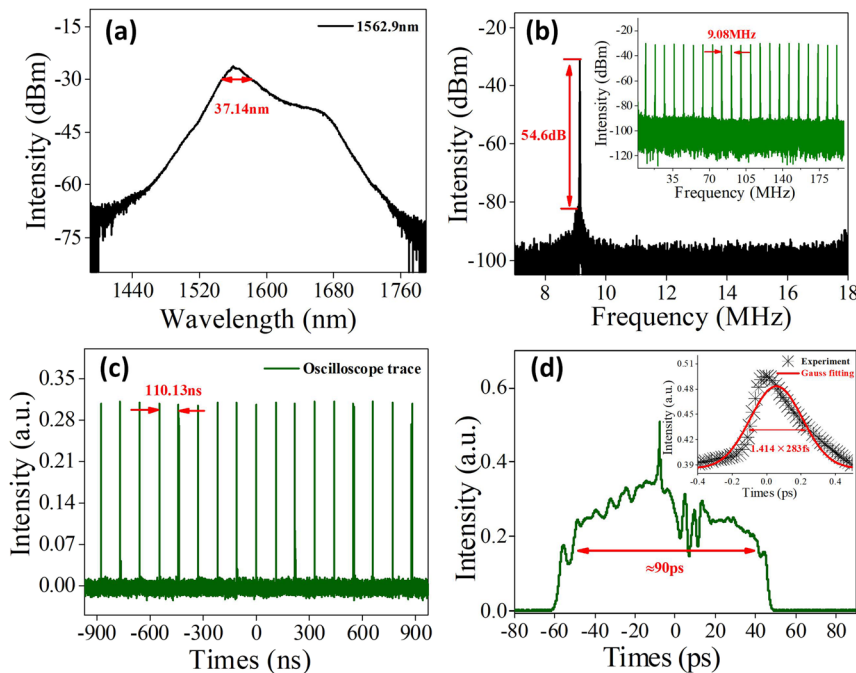 (a)
1562.9nm
37.14nm
-15
-30
-45
-60
-75
Intensity (dBm)
1440 1520 1600 1680 1760
Wavelength (nm)
(b)
9.08MHz
54.6dB
-20
-40
-60
-80
-100
Intensity (dBm)
8 10 12 14 16 18
Frequency (MHz)
-20
-40
-60
-80
-100
-120
Intensity (dBm)
35 70 105 140 175
Frequency (MHz)
(c)
Oscilloscope trace
110.13ns
0.35
0.28
0.21
0.14
0.07
0.00
Intensity (a.u.)
-900 -600 -300 0 300 600 900
Times (ns)
(d)
≈90ps
0.6
0.4
0.2
0.0
Intensity (a.u.)
-80 -60 -40 -20 0 20 40 60 80
Times (ps)
Experiment
Gauss fitting
1.414×283fs
0.51
0.48
0.45
0.42
0.39
Intensity (a.u.)
-0.4 -0.2 0.0 0.2 0.4
Times (ps)